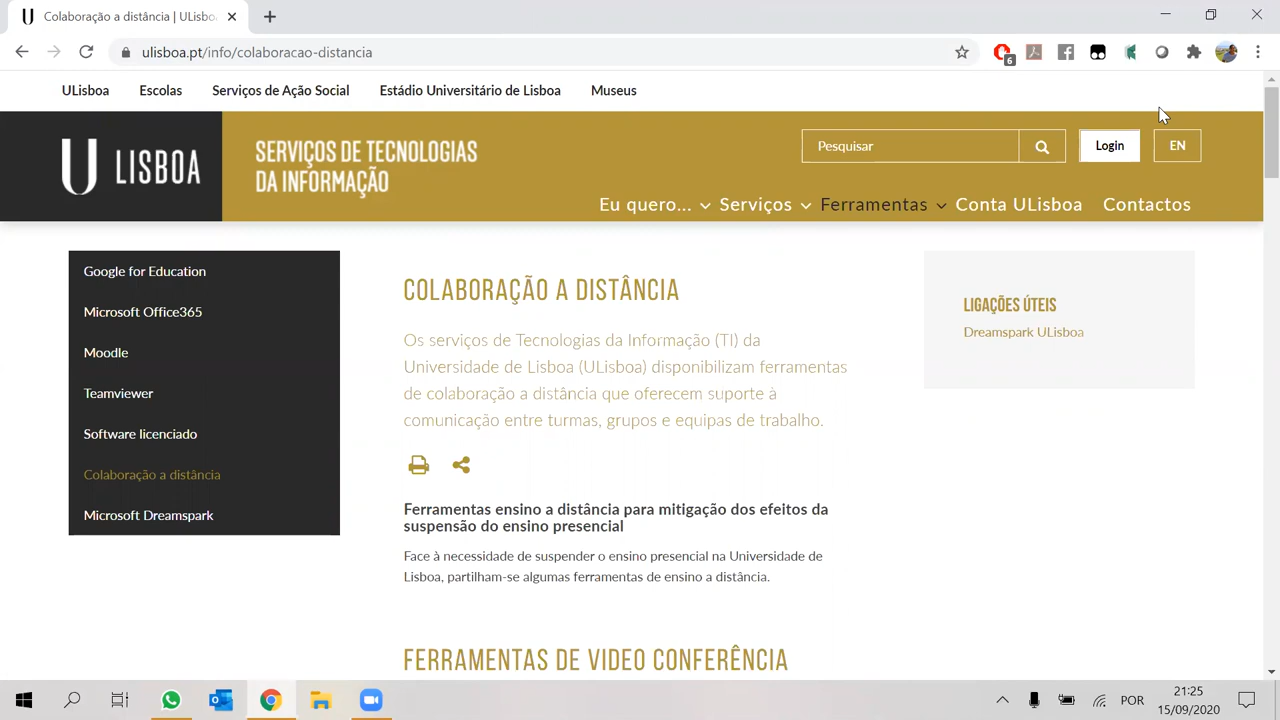 Colaboração a distância | ULisbo
ulisboa.pt/info/colaboracao-distancia
6
ULisboa Escolas Serviços de Ação Social Estádio Universitário de Lisboa Museus
U LISBOA
SERVIÇOS DE TECNOLOGIAS
DA INFORMAÇÃO
Pesquisar
Login
EN
Eu quero... Serviços Ferramentas Conta ULisboa Contactos
Google for Education
Microsoft Office365
Moodle
Teamviewer
Software licenciado
Colaboração a distância
Microsoft Dreamspark
COLABORAÇÃO A DISTÂNCIA
Os serviços de Tecnologias da Informação (TI) da
Universidade de Lisboa (ULisboa) disponibilizam ferramentas
de colaboração a distância que oferecem suporte à
comunicação entre turmas, grupos e equipas de trabalho.
Ferramentas ensino a distância para mitigação dos efeitos da
suspensão do ensino presencial
Face à necessidade de suspender o ensino presencial na Universidade de
Lisboa, partilham-se algumas ferramentas de ensino a distância.
FERRAMENTAS DE VIDEO CONFERÊNCIA
LIGAÇÕES ÚTEIS
Dreamspark ULisboa
POR
21:25
15/09/2020